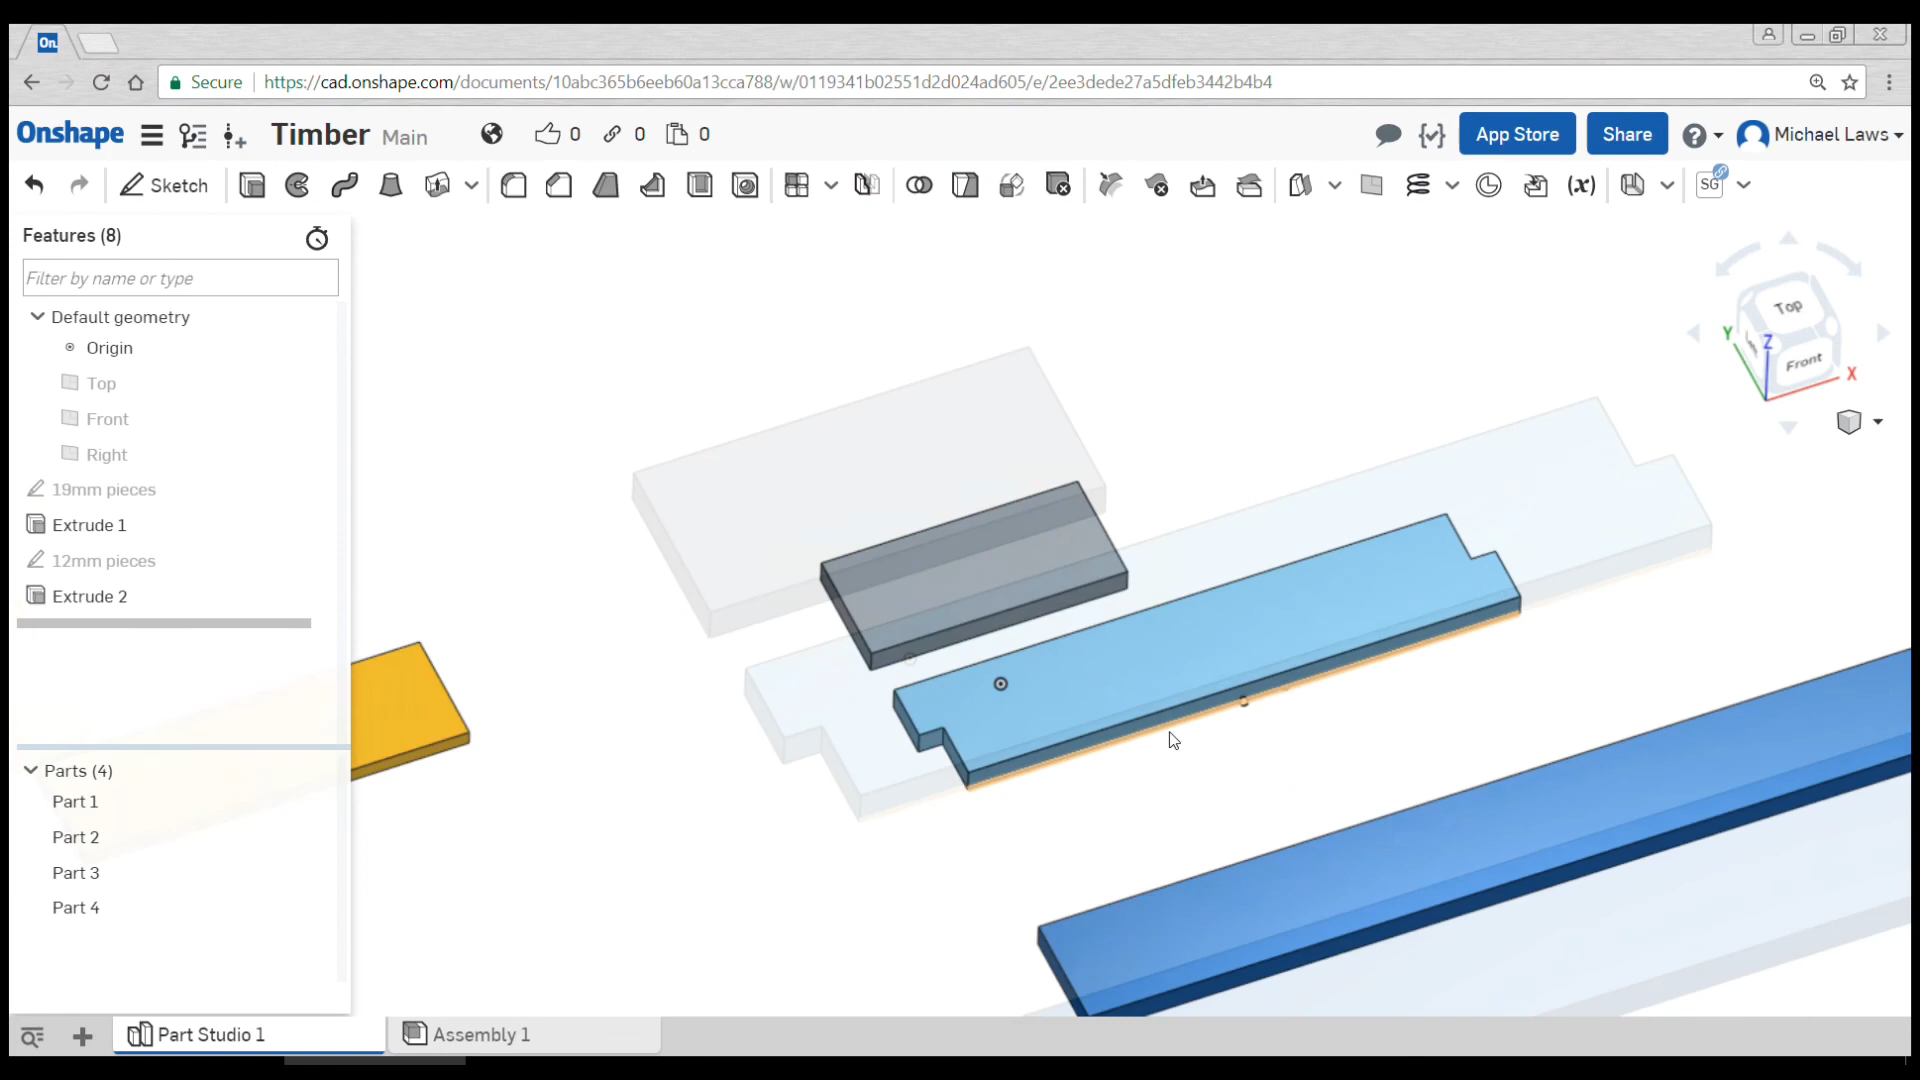 On
Secure https://cad.onshape.com/documents/10abc365b6eeb60a13cca788/w/0119341b02551d2d024ad605/e/2ee3dede27a5dfeb3442b4b4
Onshape Timber Main 0 0 0 App Store Share ? Michael Laws
Sketch (x) SG
Features (8)
Filter by name or type
Default geometry
Origin
Top
Front
Right
19mm pieces
Extrude 1
12mm pieces
Extrude 2
Parts (4)
Part 1
Part 2
Part 3
Part 4
Top
Front
Y
Z
X
Part Studio 1 Assembly 1